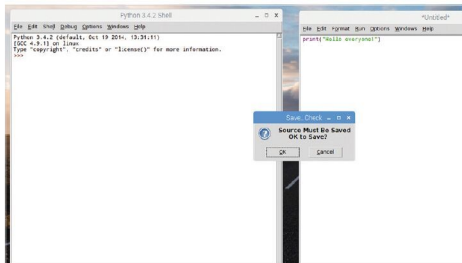 Python 3.4.2 Shell
File Edit Shell Debug Options Windows Help
Python 3.4.2 (default, Oct 19 2014, 13:31:11)
[GCC 4.9.1] on linux
Type "copyright", "credits" or "license()" for more information.
>>>
*Untitled*
File Edit Format Run Options Windows Help
print("Hello everyone!")
Save..Check
Source Must Be Saved
OK to Save?
OK Cancel